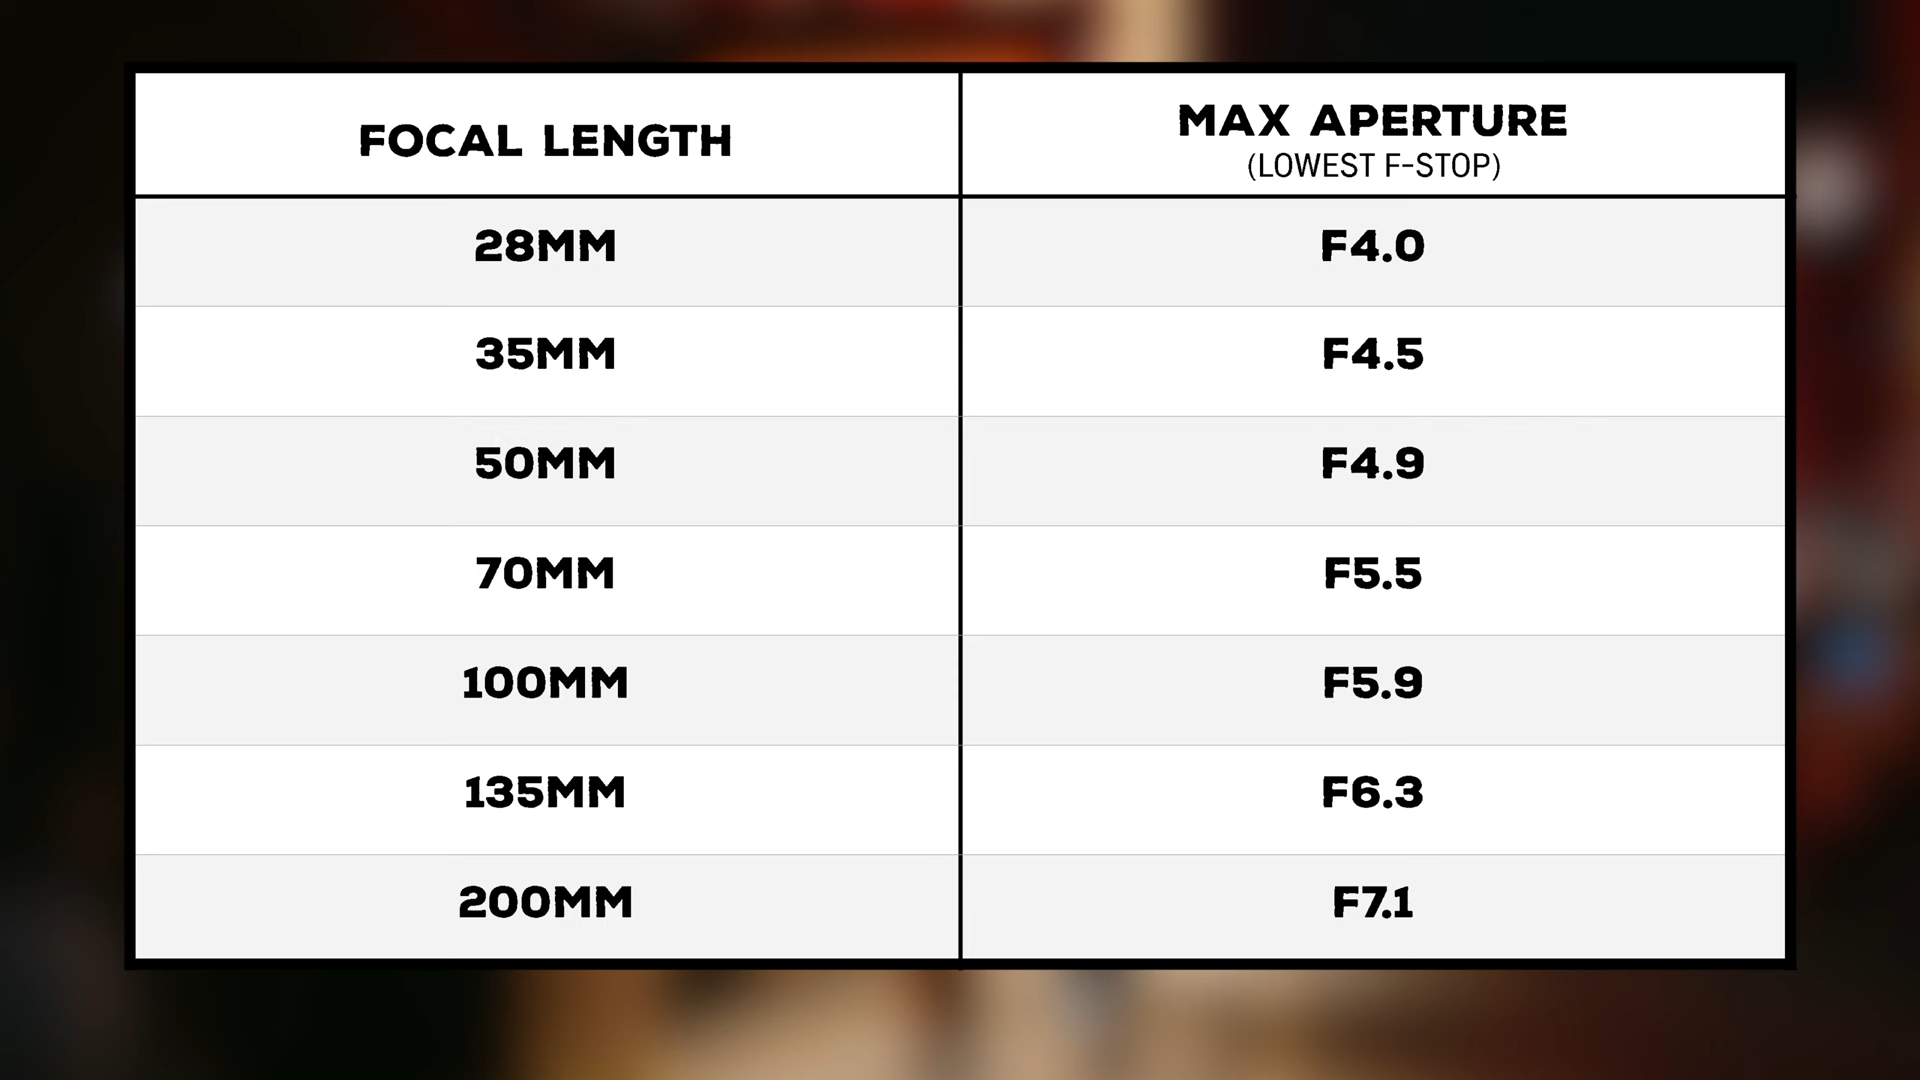 FOCAL LENGTH
MAX APERTURE
(LOWEST F-STOP)
28MM
F4.0
35MM
F4.5
50MM
F4.9
70MM
F5.5
100MM
F5.9
135MM
F6.3
200MM
F7.1